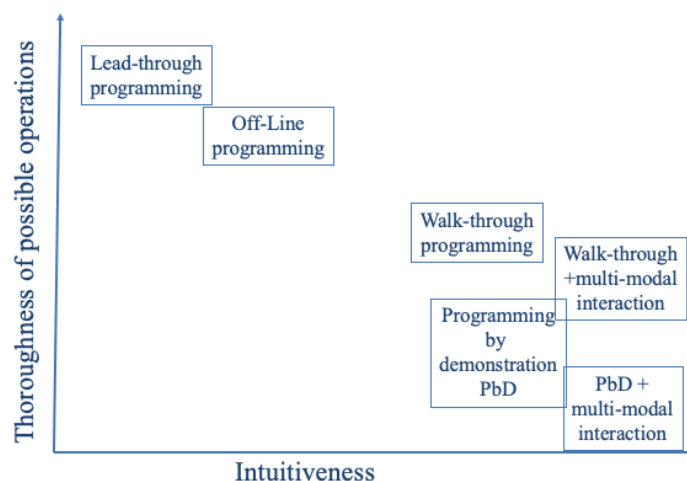 Thoroughness of possible operations
Lead-through
programming
Off-Line
programming
Walk-through
programming
Walk-through
+multi-modal
interaction
Programming
by
demonstration
PbD
PbD +
multi-modal
interaction
Intuitiveness